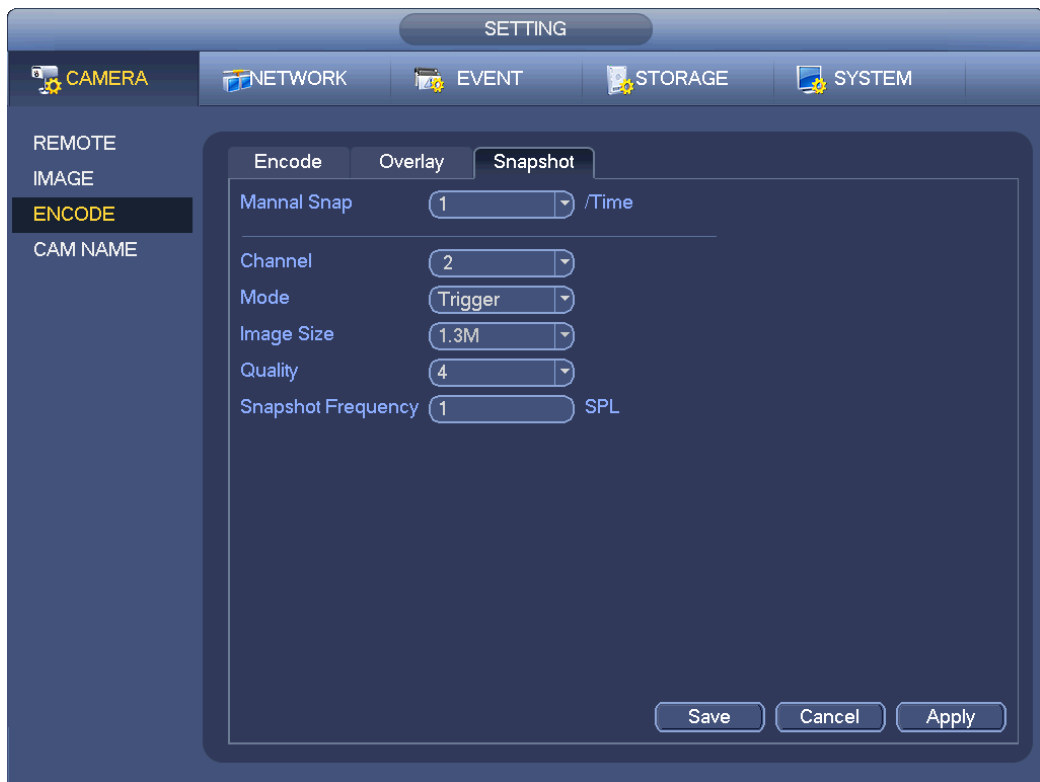 SETTING
CAMERA NETWORK EVENT STORAGE SYSTEM
REMOTE
IMAGE
ENCODE
CAM NAME
Encode Overlay Snapshot
Mannal Snap 1 /Time
Channel 2
Mode Trigger
Image Size 1.3M
Quality 4
Snapshot Frequency 1 SPL
Save Cancel Apply